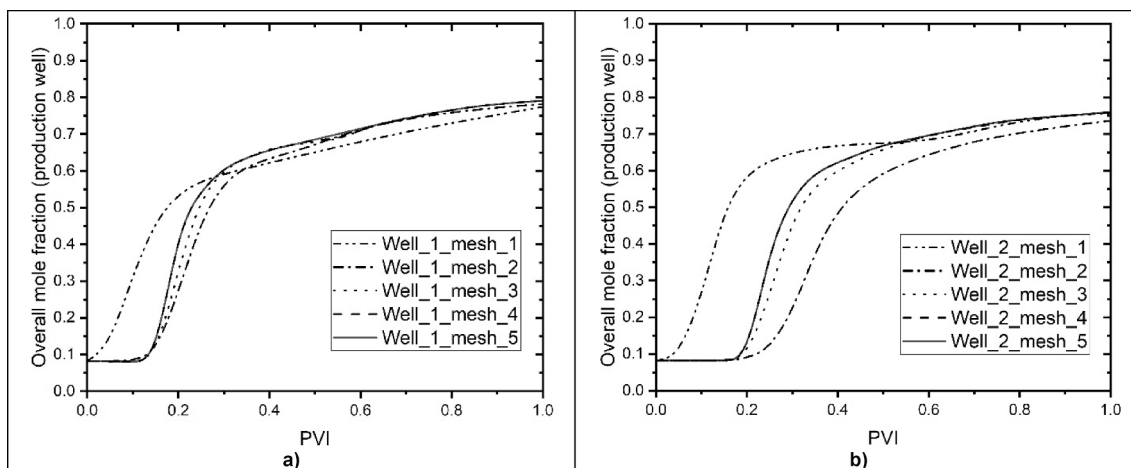 Overall mole fraction (production well)
1.0
0.9
0.8
0.7
0.6
0.5
0.4
0.3
0.2
0.1
0.0
Well_1_mesh_1
Well_1_mesh_2
Well_1_mesh_3
Well_1_mesh_4
Well_1_mesh_5
0.0 0.2 0.4 0.6 0.8 1.0
PVI
a)
Overall mole fraction (production well)
1.0
0.9
0.8
0.7
0.6
0.5
0.4
0.3
0.2
0.1
0.0
Well_2_mesh_1
Well_2_mesh_2
Well_2_mesh_3
Well_2_mesh_4
Well_2_mesh_5
0.0 0.2 0.4 0.6 0.8 1.0
PVI
b)